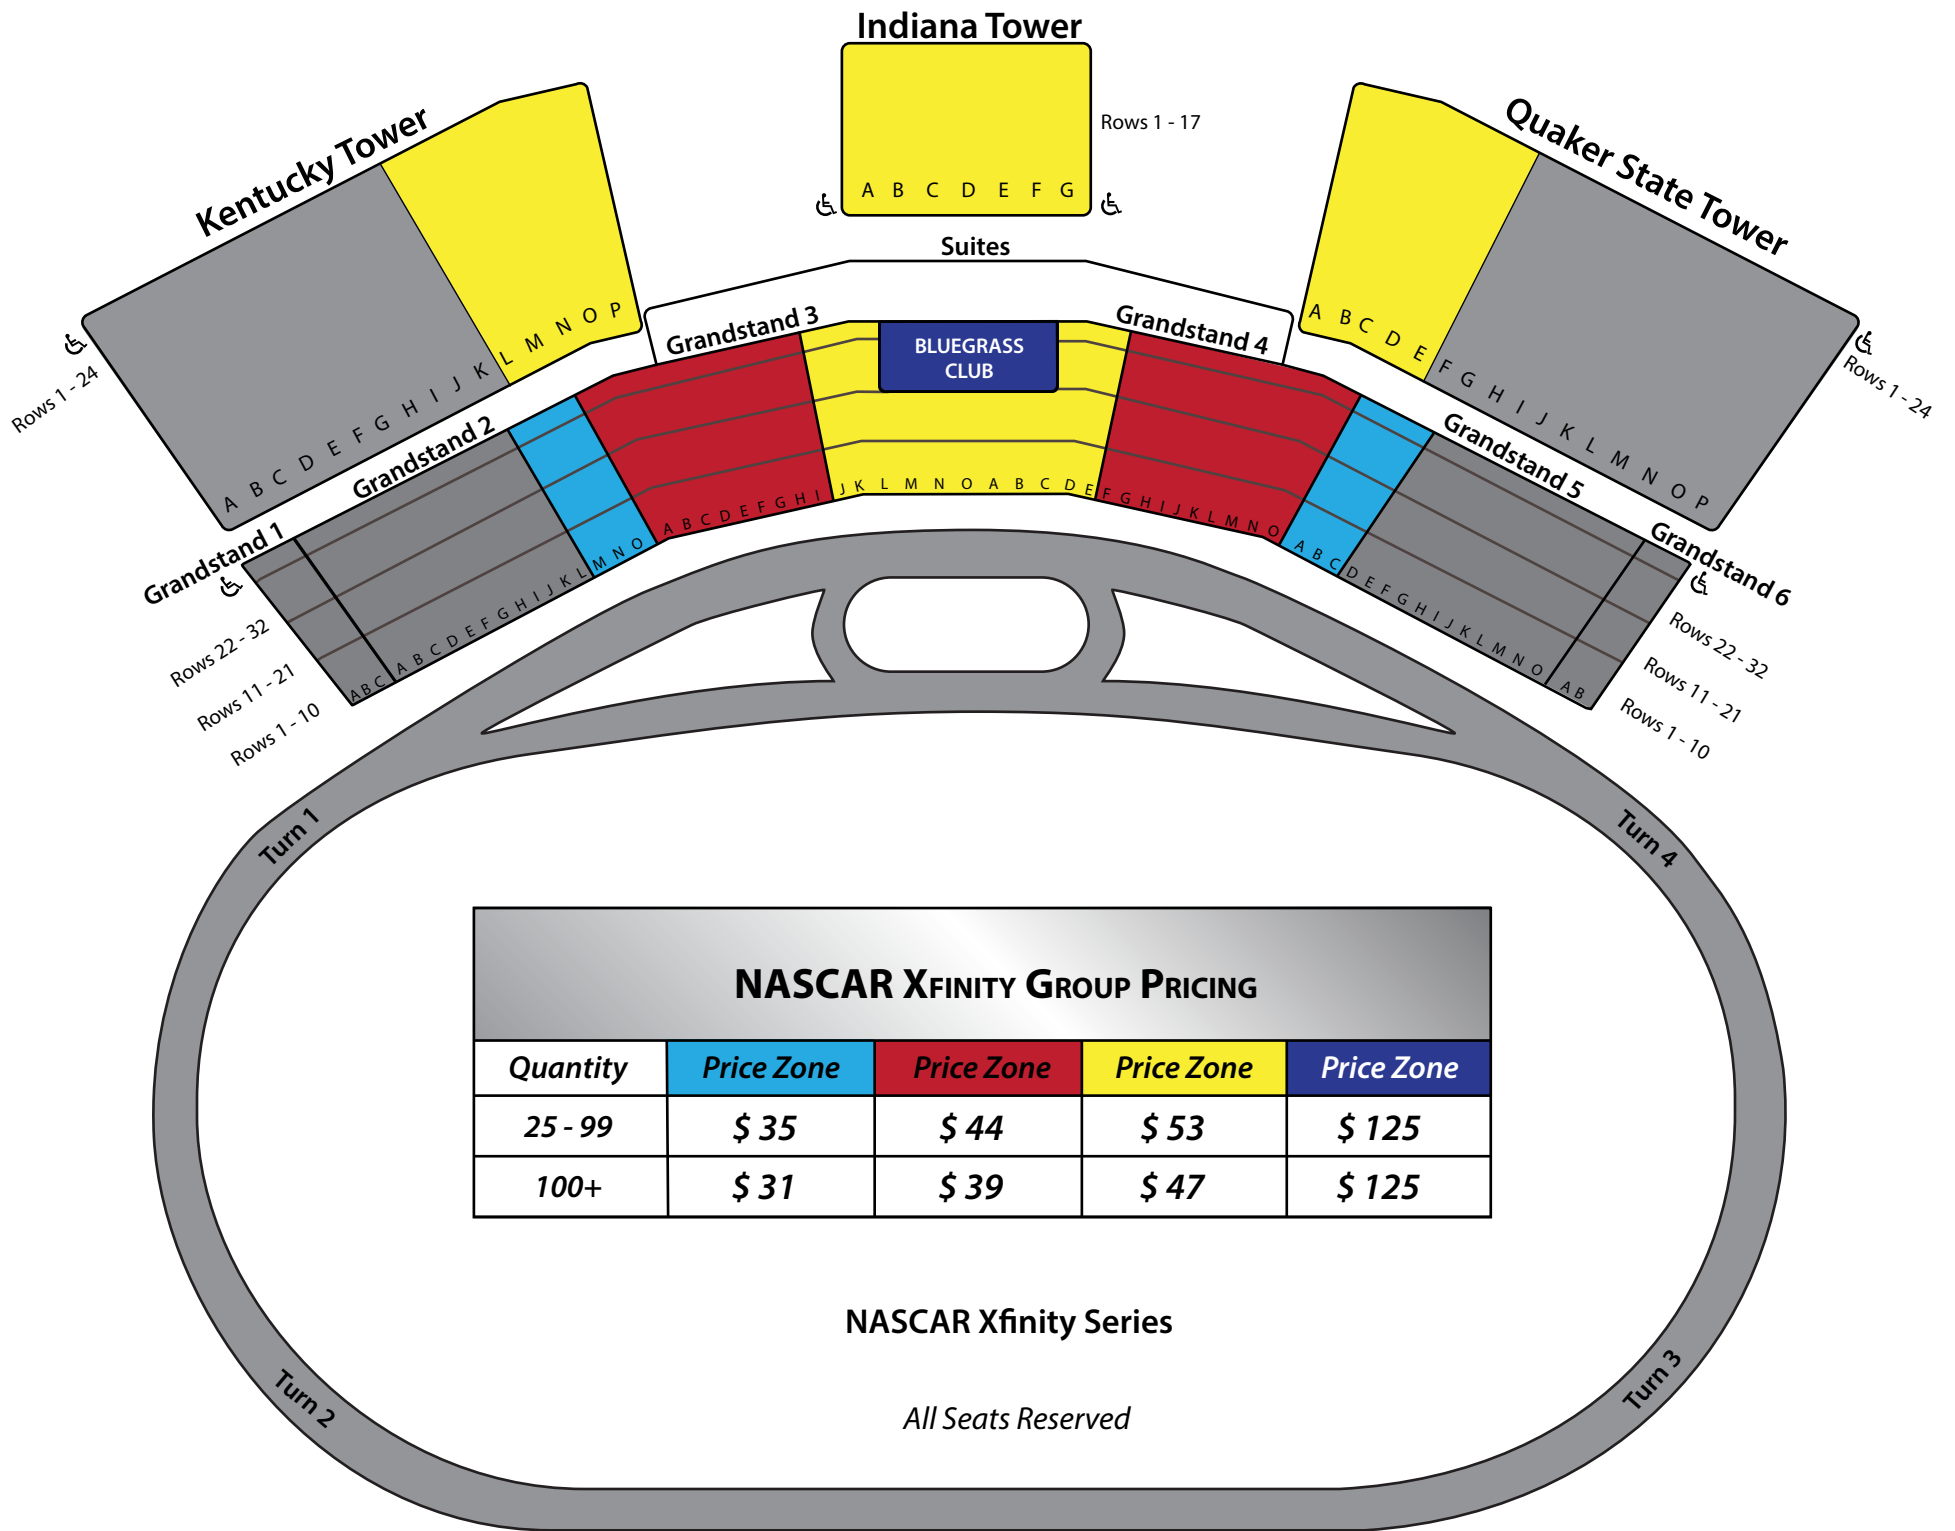 Indiana Tower
Rows 1 - 17
A B C D E F G
Kentucky Tower
Rows 1 - 24
A B C D E F G H I J K L M N O P
Quaker State Tower
Rows 1 - 24
A B C D E F G H I J K L M N O P
Suites
Grandstand 1
Grandstand 2
Grandstand 3
BLUEGRASS
CLUB
Grandstand 4
Grandstand 5
Grandstand 6
A B C
A B C D E F G H I J K L M N O
A B C D E F G H I J K L M N O
A B C D E F G H I J K L M N O
A B C D E F G H I J K L M N O
A B
Rows 22 - 32
Rows 11 - 21
Rows 1 - 10
Rows 22 - 32
Rows 11 - 21
Rows 1 - 10
Turn 1
Turn 4
NASCAR XFINITY GROUP PRICING
Quantity Price Zone Price Zone Price Zone Price Zone
25 - 99 $ 35 $ 44 $ 53 $ 125
100+ $ 31 $ 39 $ 47 $ 125
NASCAR Xfinity Series
Turn 2
Turn 3
All Seats Reserved